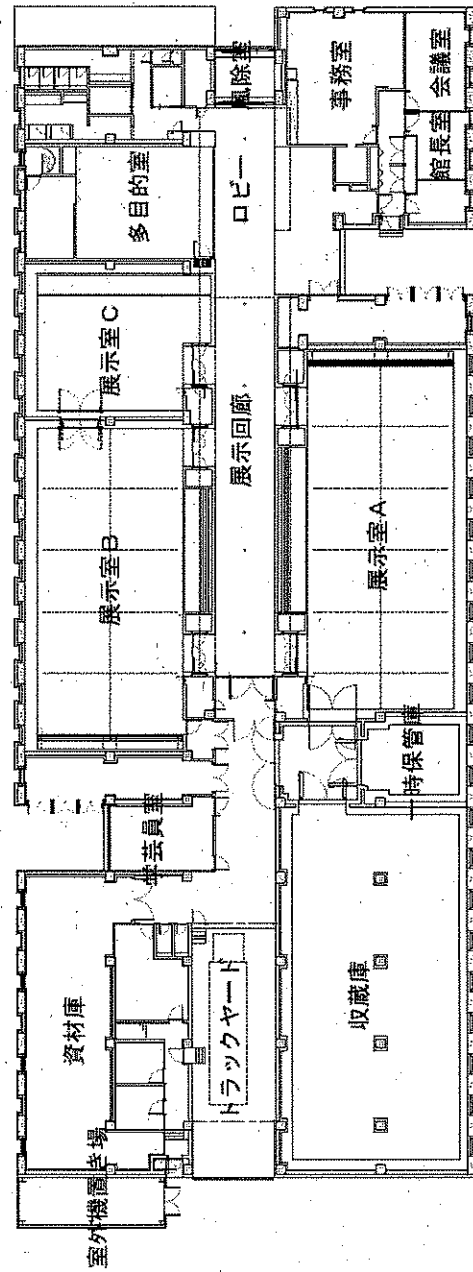 室外機置き場
資材庫
学芸員室
展示室B
展示室C
多目的室
トラックヤード
展示回廊
ロビー
風除室
収蔵庫
一時保管庫
展示室A
事務室
館長室
会議室